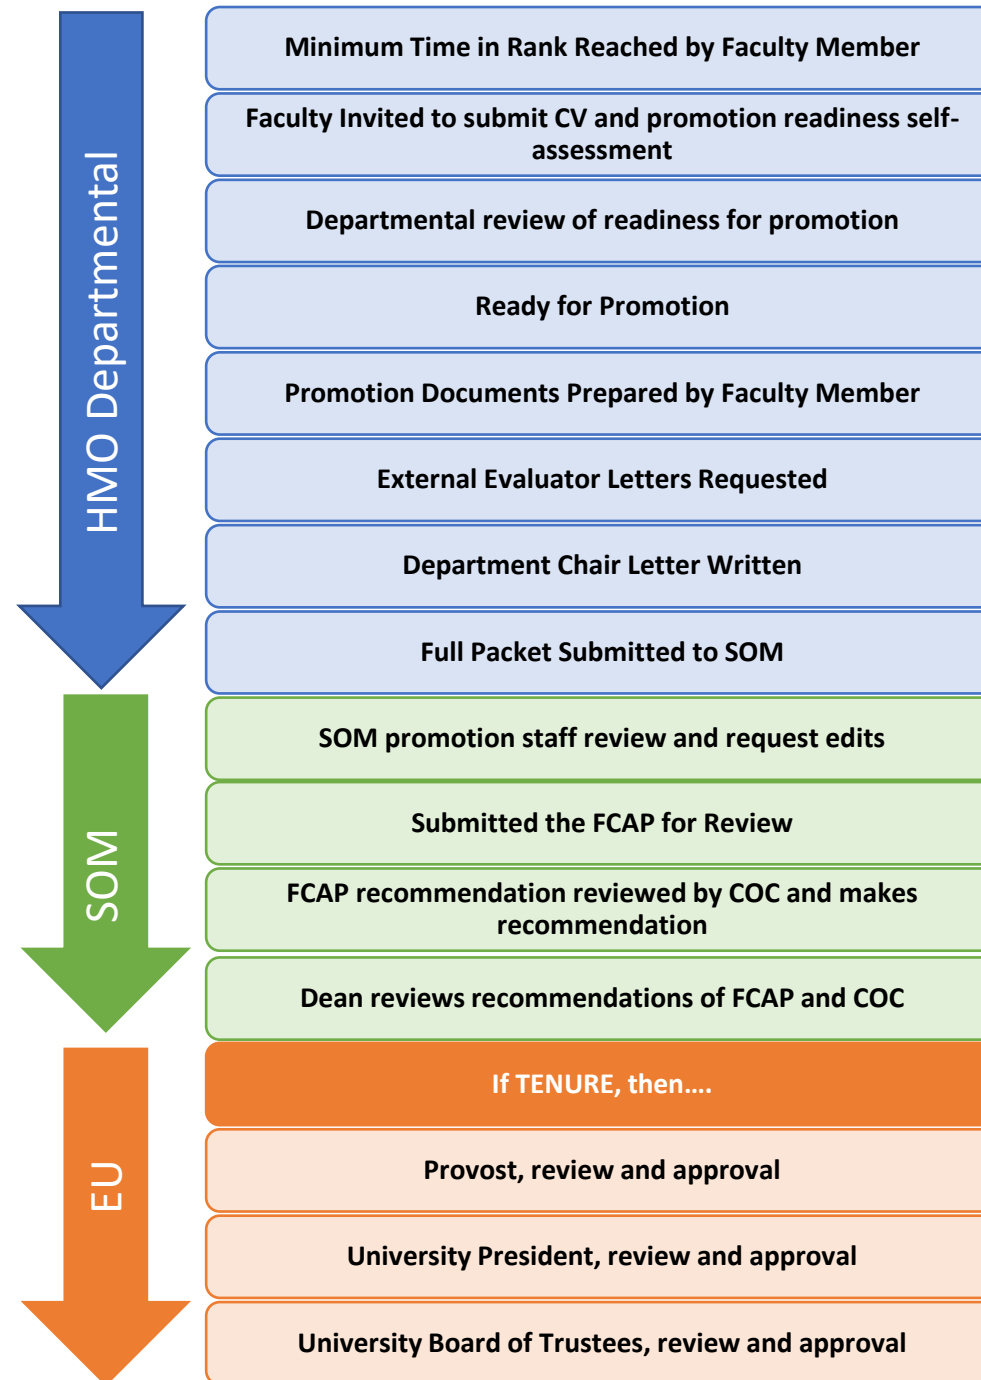 HMO Departmental
Minimum Time in Rank Reached by Faculty Member
Faculty Invited to submit CV and promotion readiness self-
assessment
Departmental review of readiness for promotion
Ready for Promotion
Promotion Documents Prepared by Faculty Member
External Evaluator Letters Requested
Department Chair Letter Written
Full Packet Submitted to SOM
SOM
SOM promotion staff review and request edits
Submitted the FCAP for Review
FCAP recommendation reviewed by COC and makes
recommendation
Dean reviews recommendations of FCAP and COC
EU
If TENURE, then....
Provost, review and approval
University President, review and approval
University Board of Trustees, review and approval